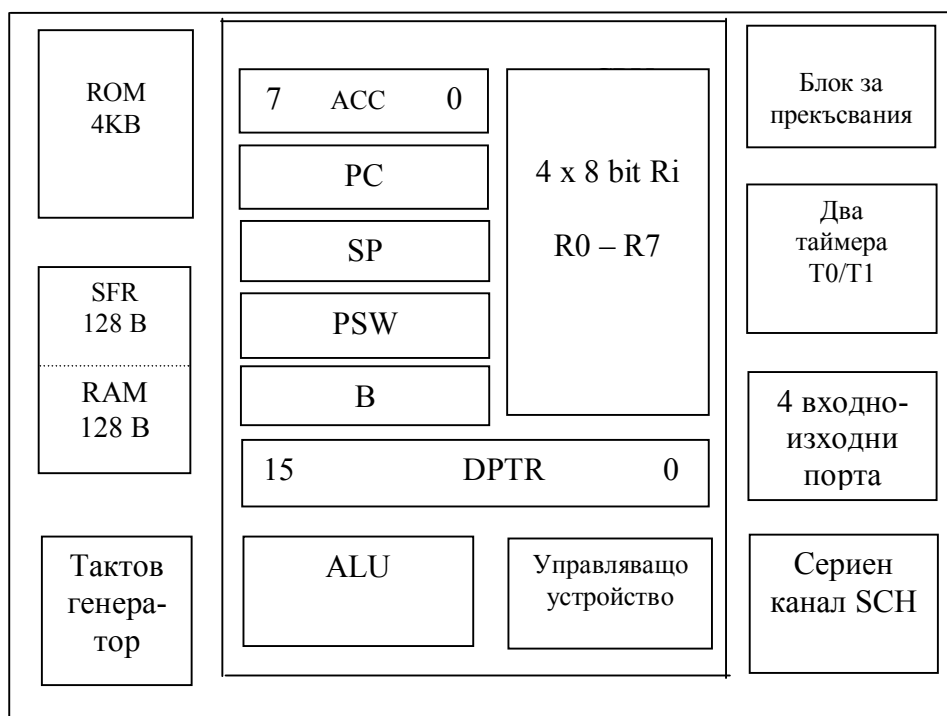 ROM
4KB
SFR
128 B
RAM
128 B
Тактов
генера-
тор
7 ACC 0
PC
SP
PSW
B
15 DPTR 0
ALU
4 x 8 bit Ri
R0 – R7
Управляващо
устройство
Блок за
прекъсвания
Два
таймера
T0/T1
4 входно-
изходни
порта
Сериен
канал SCH